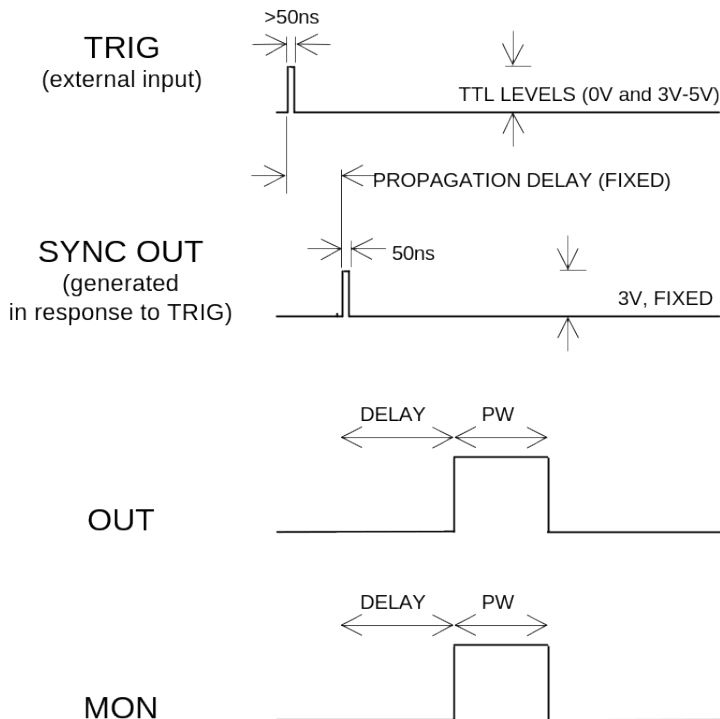 >50ns
TRIG
(external input)
TTL LEVELS (0V and 3V-5V)
PROPAGATION DELAY (FIXED)
SYNC OUT
(generated
in response to TRIG)
50ns
3V, FIXED
DELAY PW
OUT
DELAY PW
MON